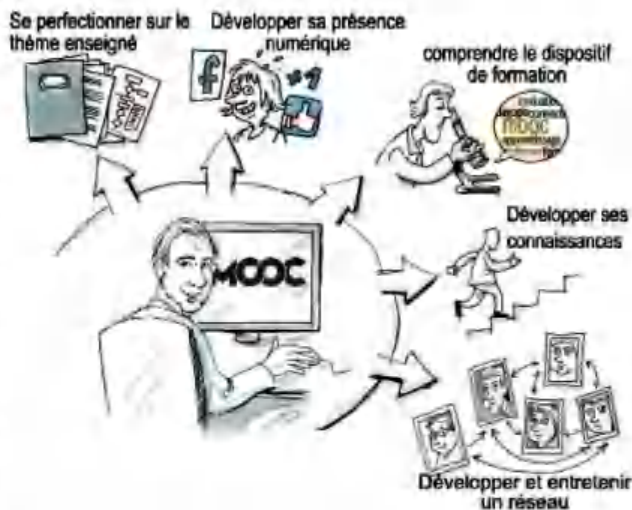 Se perfectionner sur le
thème enseigné
Développer sa présence
numérique
comprendre le dispositif
de formation
mooc
apprentissage
Développer ses
connaissances
MOOC
Développer et entretenir
un réseau